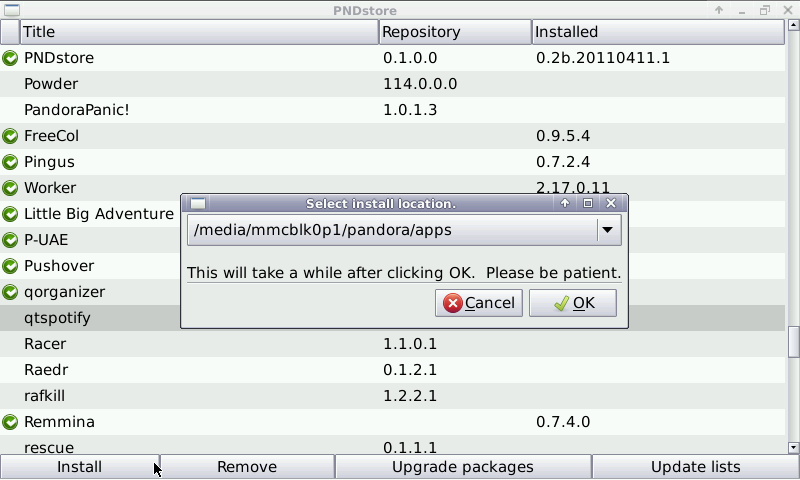 PNDstore
Title Repository Installed
PNDstore 0.1.0.0 0.2b.20110411.1
Powder 114.0.0.0
PandoraPanic! 1.0.1.3
FreeCol 0.9.5.4
Pingus 0.7.2.4
Worker 2.17.0.11
Select install location.
Little Big Adventure
/media/mmcblk0p1/pandora/apps
P-UAE
Pushover
This will take a while after clicking OK. Please be patient.
qorganizer
Cancel OK
qtspotify
Racer 1.1.0.1
Raedr 0.1.2.1
rafkill 1.2.2.1
Remmina 0.7.4.0
rescue 0.1.1.1
Install Remove Upgrade packages Update lists